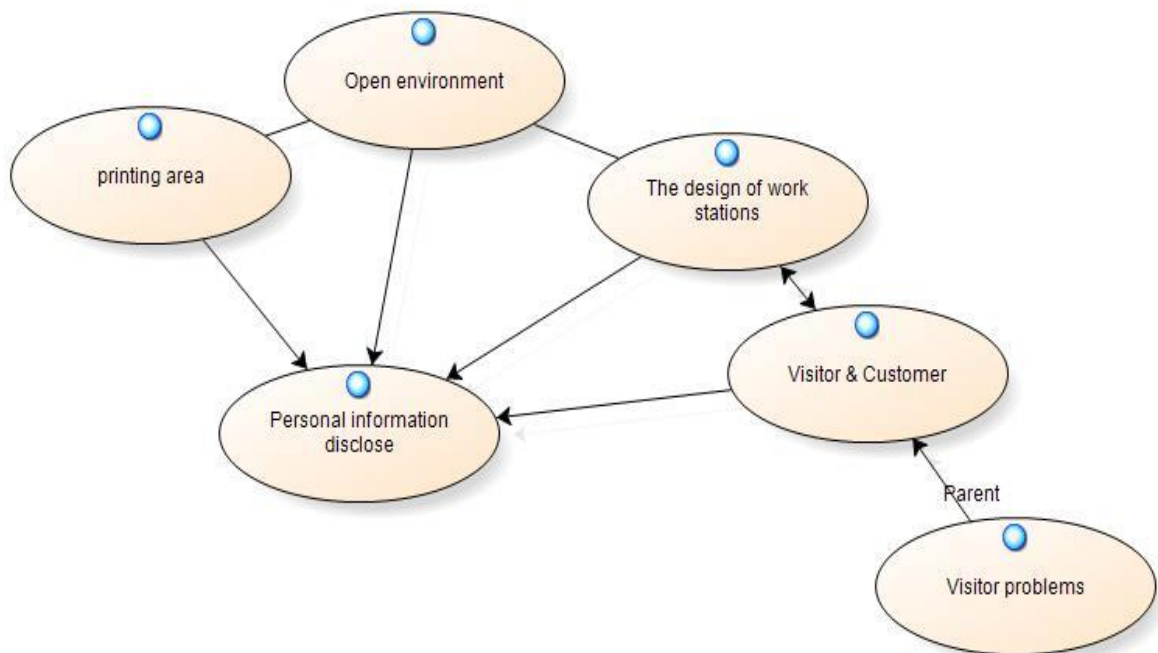 Open environment
printing area
The design of work
stations
Visitor & Customer
Personal information
disclose
Parent
Visitor problems